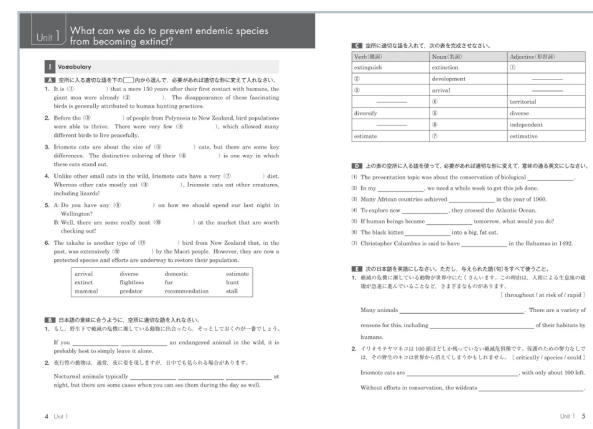 Unit 1 What can we do to prevent endemic species
from becoming extinct?
I Vocabulary
A 空所に入る適切な語を下の□内から選んで，必要があれば適切な形に変えて入れなさい。
1. It is (① ) that a mere 150 years after their first contact with humans, the
giant moa were already (② ). The disappearance of these fascinating
birds is generally attributed to human hunting practices.
2. Before the (③ ) of people from Polynesia to New Zealand, bird populations
were able to thrive. There were very few (④ ), which allowed many
different birds to live peacefully.
3. Iriomote cats are about the size of (⑤ ) cats, but there are some key
differences. The distinctive coloring of their (⑥ ) is one way in which
these cats stand out.
4. Unlike other small cats in the wild, Iriomote cats have a very (⑦ ) diet.
Whereas other cats mostly eat (⑧ ), Iriomote cats eat other creatures,
including lizards!
5. A: Do you have any (⑨ ) on how we should spend our last night in
Wellington?
B: Well, there are some really neat (⑩ ) at the market that are worth
checking out!
6. The takahe is another type of (⑪ ) bird from New Zealand that, in the
past, was extensively (⑫ ) by the Maori people. However, they are now a
protected species and efforts are underway to restore their population.
arrival diverse domestic estimate
extinct flightless fur hunt
mammal predator recommendation stall
B 日本語の意味に合うように，空所に適切な語を入れなさい。
1. もし，野生下で絶滅の危機に瀕している動物に出会ったら，そっとしておくのが一番でしょう。
If you ______ ______ ______ an endangered animal in the wild, it is
probably best to simply leave it alone.
2. 夜行性の動物は，通常，夜に姿を現しますが，日中でも見られる場合があります。
Nocturnal animals typically ______ ______ ______ at
night, but there are some cases when you can see them during the day as well.
4 Unit 1
C 空所に適切な語を入れて，次の表を完成させなさい。
Verb(動詞) Noun(名詞) Adjective(形容詞)
extinguish extinction ①
② development
③ arrival
④ territorial
diversify ⑤ diverse
⑥ independent
estimate ⑦ estimative
D 上の表の空所に入る語を使って，必要があれば適切な形に変えて，意味の通る英文にしなさい。
(1) The presentation topic was about the conservation of biological ______.
(2) In my ______, we need a whole week to get this job done.
(3) Many African countries achieved ______ in the year of 1960.
(4) To explore new ______, they crossed the Atlantic Ocean.
(5) If human beings became ______ tomorrow, what would you do?
(6) The black kitten ______ into a big, fat cat.
(7) Christopher Columbus is said to have ______ in the Bahamas in 1492.
E 次の日本語を英語にしなさい。ただし，与えられた語(句)をすべて使うこと。
1. 絶滅の危機に瀕している動物が世界中にたくさんいます。この理由は，人間による生息地の破
壊が急速に進んでいることなど，さまざまなものがあります。
[ throughout / at risk of / rapid ]
Many animals ______. There are a variety of
reasons for this, including ______ of their habitats by
humans.
2. イリオモテヤマネコは100頭ほどしか残っていない絶滅危惧種です。保護のための努力なしで
は，その野生のネコは世界から消えてしまうかもしれません。 [ critically / species / could ]
Iriomote cats are ______, with only about 100 left.
Without efforts in conservation, the wildcats ______.
Unit 1 5